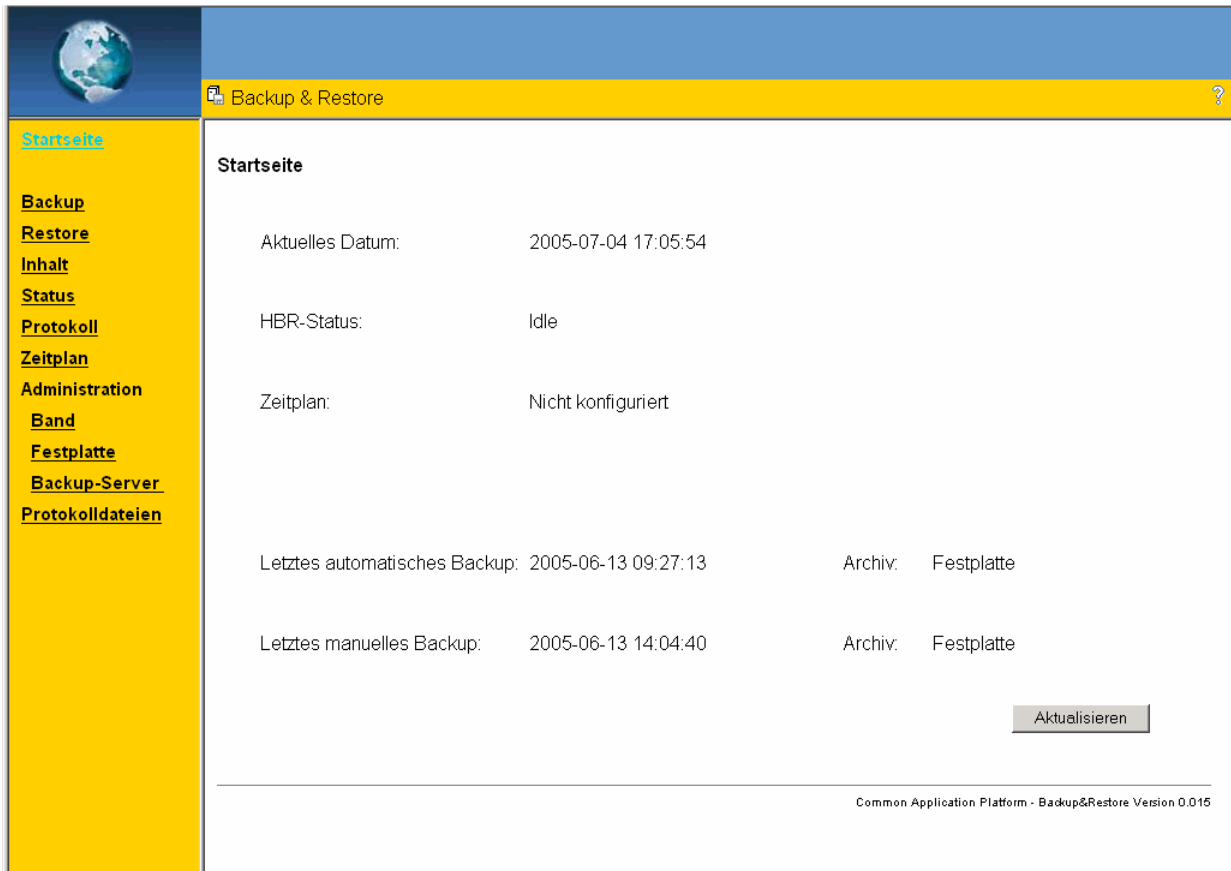 Backup & Restore ?
Startseite
Backup
Restore
Inhalt
Status
Protokoll
Zeitplan
Administration
Band
Festplatte
Backup-Server
Protokolldateien
Startseite
Aktuelles Datum: 2005-07-04 17:05:54
HBR-Status: Idle
Zeitplan: Nicht konfiguriert
Letztes automatisches Backup: 2005-06-13 09:27:13 Archiv: Festplatte
Letztes manuelles Backup: 2005-06-13 14:04:40 Archiv: Festplatte
Aktualisieren
Common Application Platform - Backup&Restore Version 0.015